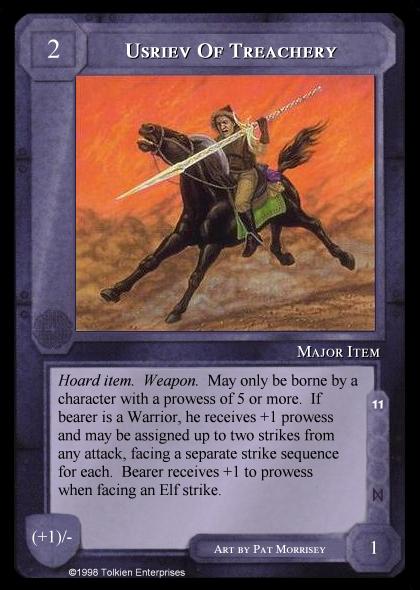 2
USRIEV OF TREACHERY
MAJOR ITEM
Hoard item. Weapon. May only be borne by a
character with a prowess of 5 or more. If
bearer is a Warrior, he receives +1 prowess
and may be assigned up to two strikes from
any attack, facing a separate strike sequence
for each. Bearer receives +1 to prowess
when facing an Elf strike.
11
(+1)/-
ART BY PAT MORRISEY
1
©1998 Tolkien Enterprises